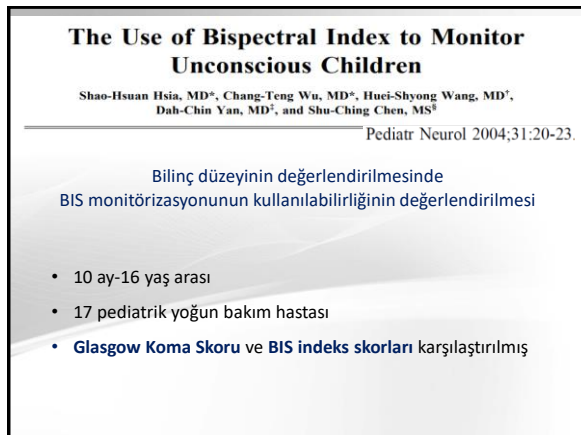 The Use of Bispectral Index to Monitor
Unconscious Children
Shao-Hsuan Hsia, MD*, Chang-Teng Wu, MD*, Huei-Shyong Wang, MD†,
Dah-Chin Yan, MD‡, and Shu-Ching Chen, MS§
Pediatr Neurol 2004;31:20-23.
Bilinç düzeyinin değerlendirilmesinde
BIS monitörizasyonunun kullanılabilirliğinin değerlendirilmesi
• 10 ay-16 yaş arası
• 17 pediatrik yoğun bakım hastası
• Glasgow Koma Skoru ve BIS indeks skorları karşılaştırılmış